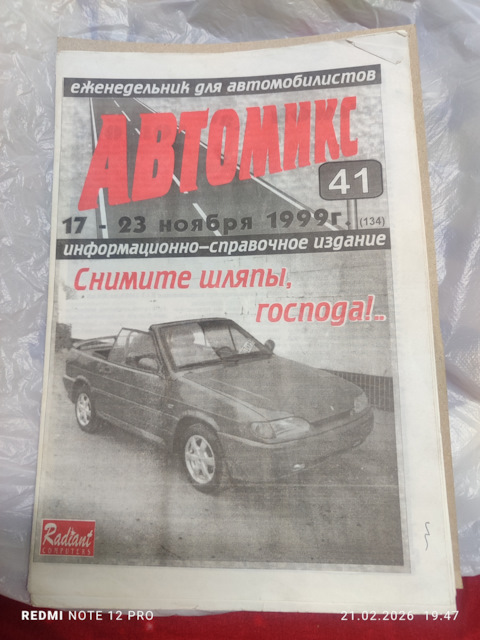 еженедельник для автомобилистов
АВТОМИКС
41
17 - 23 ноября 1999г. (134)
информационно-справочное издание
Снимите шляпы,
господа!..
Radiant
COMPUTERS
REDMI NOTE 12 PRO
21.02.2026 19:47